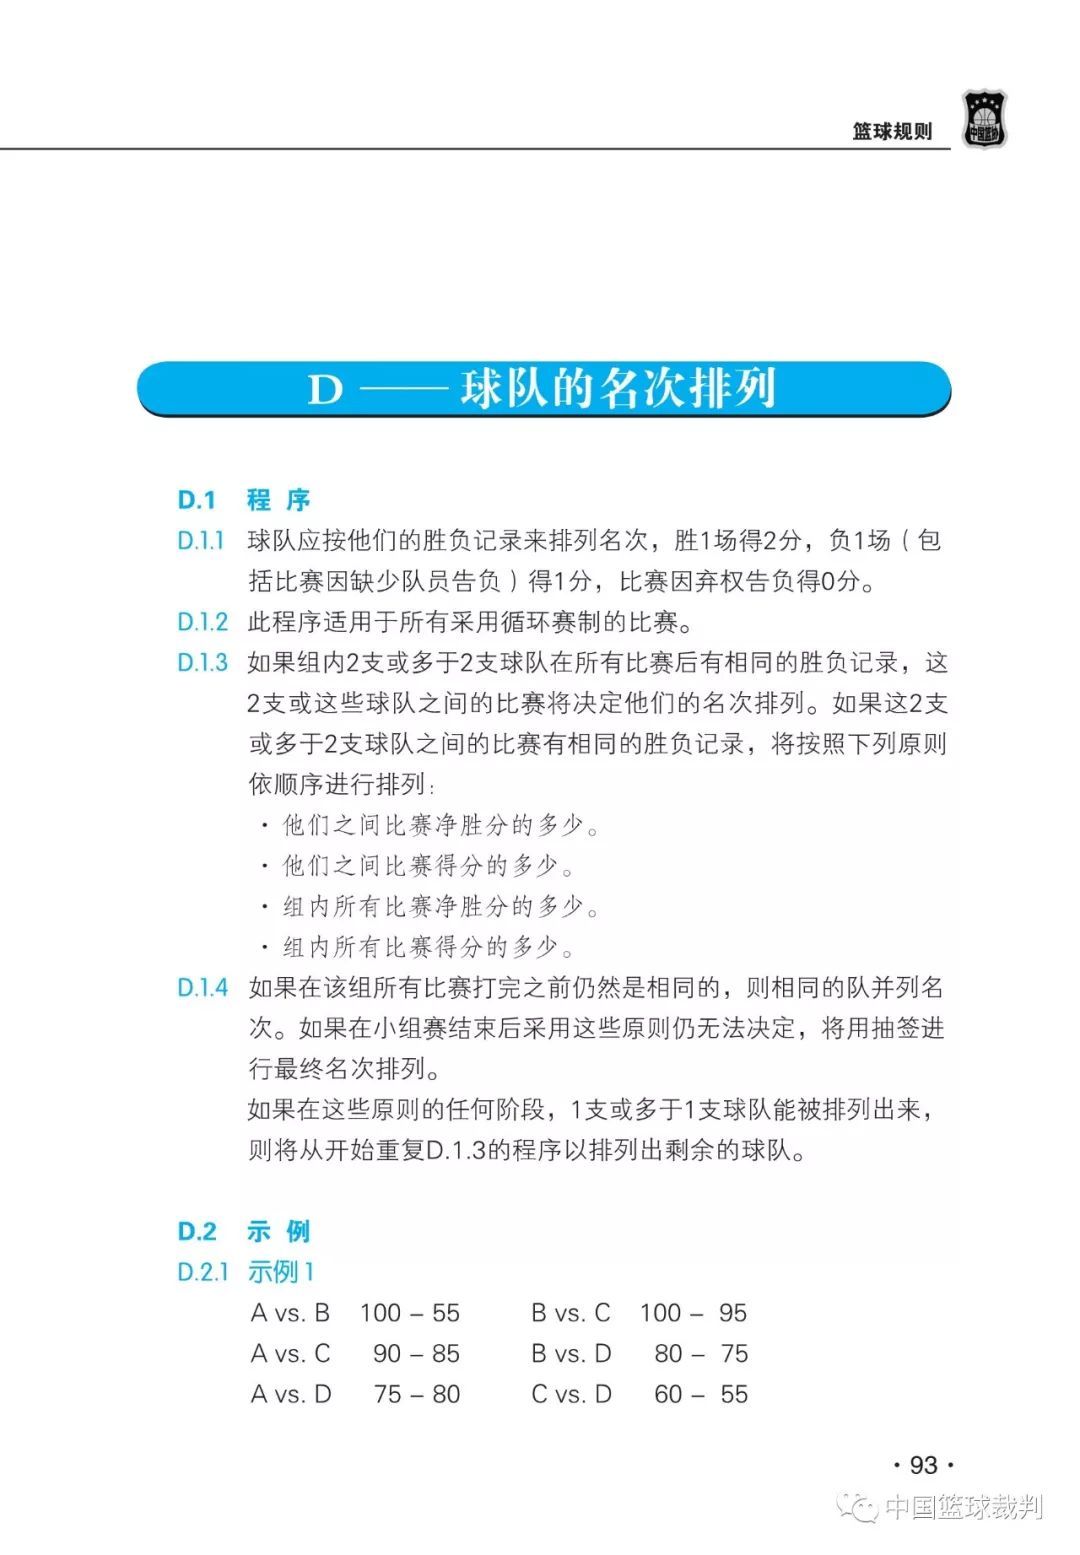 篮球规则
中国篮协
D —— 球队的名次排列
D.1 程 序
D.1.1 球队应按他们的胜负记录来排列名次，胜1场得2分，负1场（包
括比赛因缺少队员告负）得1分，比赛因弃权告负得0分。
D.1.2 此程序适用于所有采用循环赛制的比赛。
D.1.3 如果组内2支或多于2支球队在所有比赛后有相同的胜负记录，这
2支或这些球队之间的比赛将决定他们的名次排列。如果这2支
或多于2支球队之间的比赛有相同的胜负记录，将按照下列原则
依顺序进行排列：
· 他们之间比赛净胜分的多少。
· 他们之间比赛得分的多少。
· 组内所有比赛净胜分的多少。
· 组内所有比赛得分的多少。
D.1.4 如果在该组所有比赛打完之前仍然是相同的，则相同的队并列名
次。如果在小组赛结束后采用这些原则仍无法决定，将用抽签进
行最终名次排列。
如果在这些原则的任何阶段，1支或多于1支球队能被排列出来，
则将从开始重复D.1.3的程序以排列出剩余的球队。
D.2 示 例
D.2.1 示例1
A vs. B 100 – 55 B vs. C 100 – 95
A vs. C 90 – 85 B vs. D 80 – 75
A vs. D 75 – 80 C vs. D 60 – 55
· 93 ·
中国篮球裁判